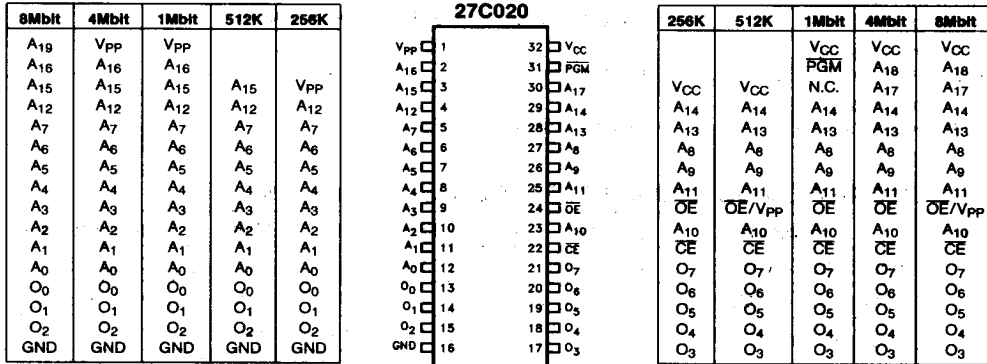 8Mbit 4Mbit 1Mbit 512K 256K
A19 VPP VPP
A16 A16 A16
A15 A15 A15 A15 VPP
A12 A12 A12 A12 A12
A7 A7 A7 A7 A7
A6 A6 A6 A6 A6
A5 A5 A5 A5 A5
A4 A4 A4 A4 A4
A3 A3 A3 A3 A3
A2 A2 A2 A2 A2
A1 A1 A1 A1 A1
A0 A0 A0 A0 A0
O0 O0 O0 O0 O0
O1 O1 O1 O1 O1
O2 O2 O2 O2 O2
GND GND GND GND GND
27C020
VPP 1 32 VCC
A16 2 31 PGM
A15 3 30 A17
A12 4 29 A14
A7 5 28 A13
A6 6 27 A8
A5 7 26 A9
A4 8 25 A11
A3 9 24 OE
A2 10 23 A10
A1 11 22 CE
A0 12 21 O7
O0 13 20 O6
O1 14 19 O5
O2 15 18 O4
GND 16 17 O3
256K 512K 1Mbit 4Mbit 8Mbit
VCC VCC VCC
PGM A18 A18
VCC VCC N.C. A17 A17
A14 A14 A14 A14 A14
A13 A13 A13 A13 A13
A8 A8 A8 A8 A8
A9 A9 A9 A9 A9
A11 A11 A11 A11 A11
OE OE/VPP OE OE OE/VPP
A10 A10 A10 A10 A10
CE CE CE CE CE
O7 O7 O7 O7 O7
O6 O6 O6 O6 O6
O5 O5 O5 O5 O5
O4 O4 O4 O4 O4
O3 O3 O3 O3 O3